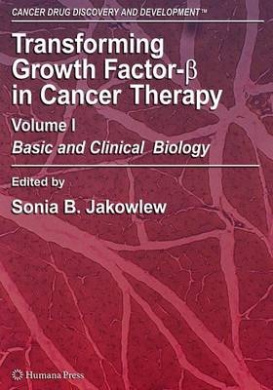 CANCER DRUG DISCOVERY AND DEVELOPMENT™
Transforming
Growth Factor-β
in Cancer Therapy
Volume I
Basic and Clinical Biology
Edited by
Sonia B. Jakowlew
Humana Press